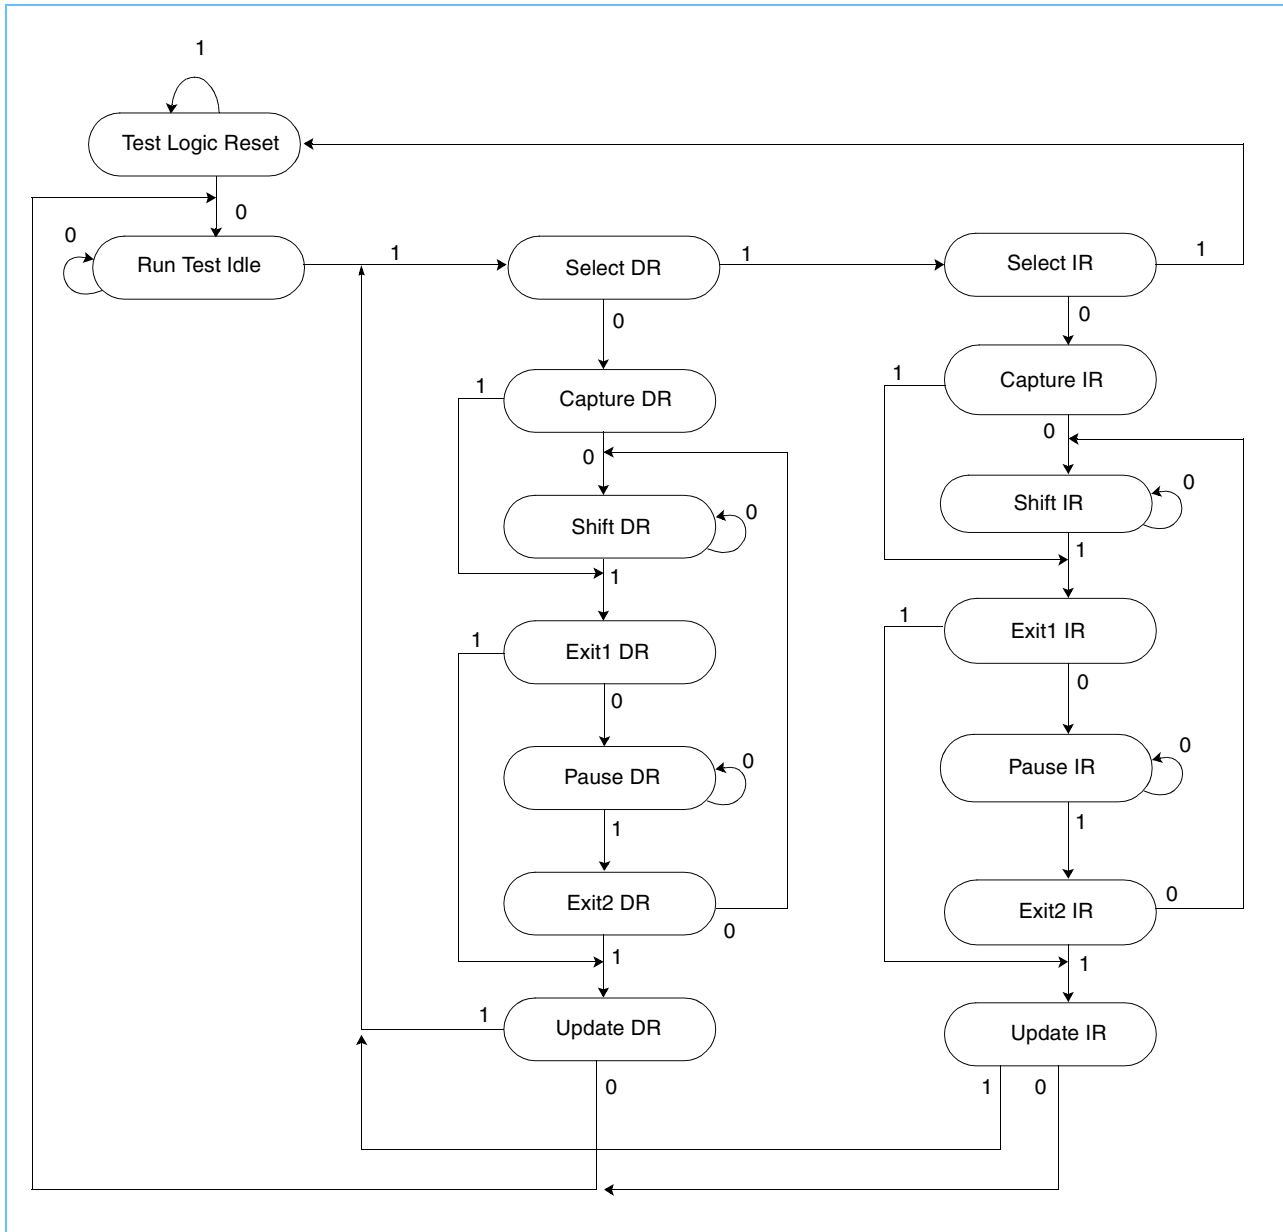 1
Test Logic Reset
0
0
Run Test Idle
1
Select DR
1
Select IR
1
0
0
1
Capture DR
1
Capture IR
0
0
Shift DR
0
Shift IR
0
1
1
1
Exit1 DR
1
Exit1 IR
0
0
Pause DR
0
Pause IR
0
1
1
Exit2 DR
0
Exit2 IR
0
1
1
1
Update DR
Update IR
0
1
0